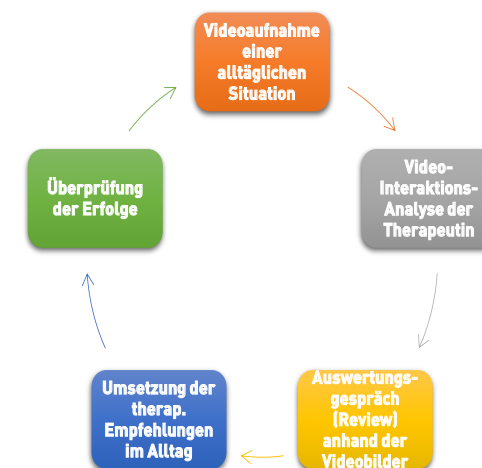 Videoaufnahme
einer
alltäglichen
Situation
Video-
Interaktions-
Analyse der
Therapeutin
Auswertungs-
gespräch
(Review)
anhand der
Videobilder
Umsetzung der
therap.
Empfehlungen
im Alltag
Überprüfung
der Erfolge